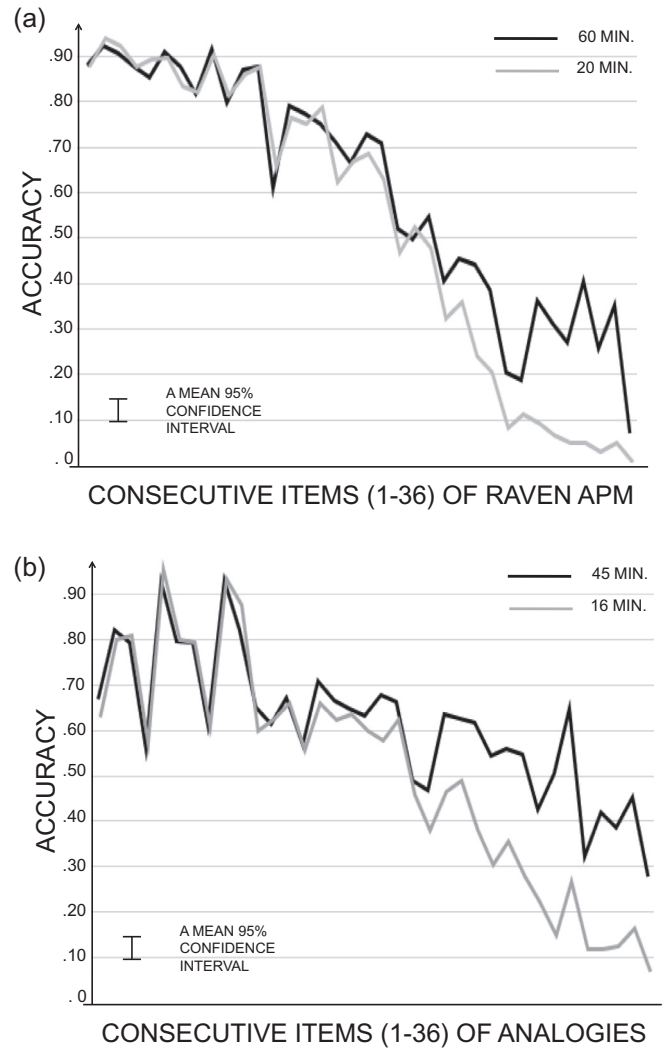 (a)
60 MIN.
20 MIN.
.90
.80
.70
.60
.50
.40
.30
.20
.10
. 0
ACCURACY
A MEAN 95%
CONFIDENCE
INTERVAL
CONSECUTIVE ITEMS (1-36) OF RAVEN APM
(b)
45 MIN.
16 MIN.
.90
.80
.70
.60
.50
.40
.30
.20
.10
. 0
ACCURACY
A MEAN 95%
CONFIDENCE
INTERVAL
CONSECUTIVE ITEMS (1-36) OF ANALOGIES